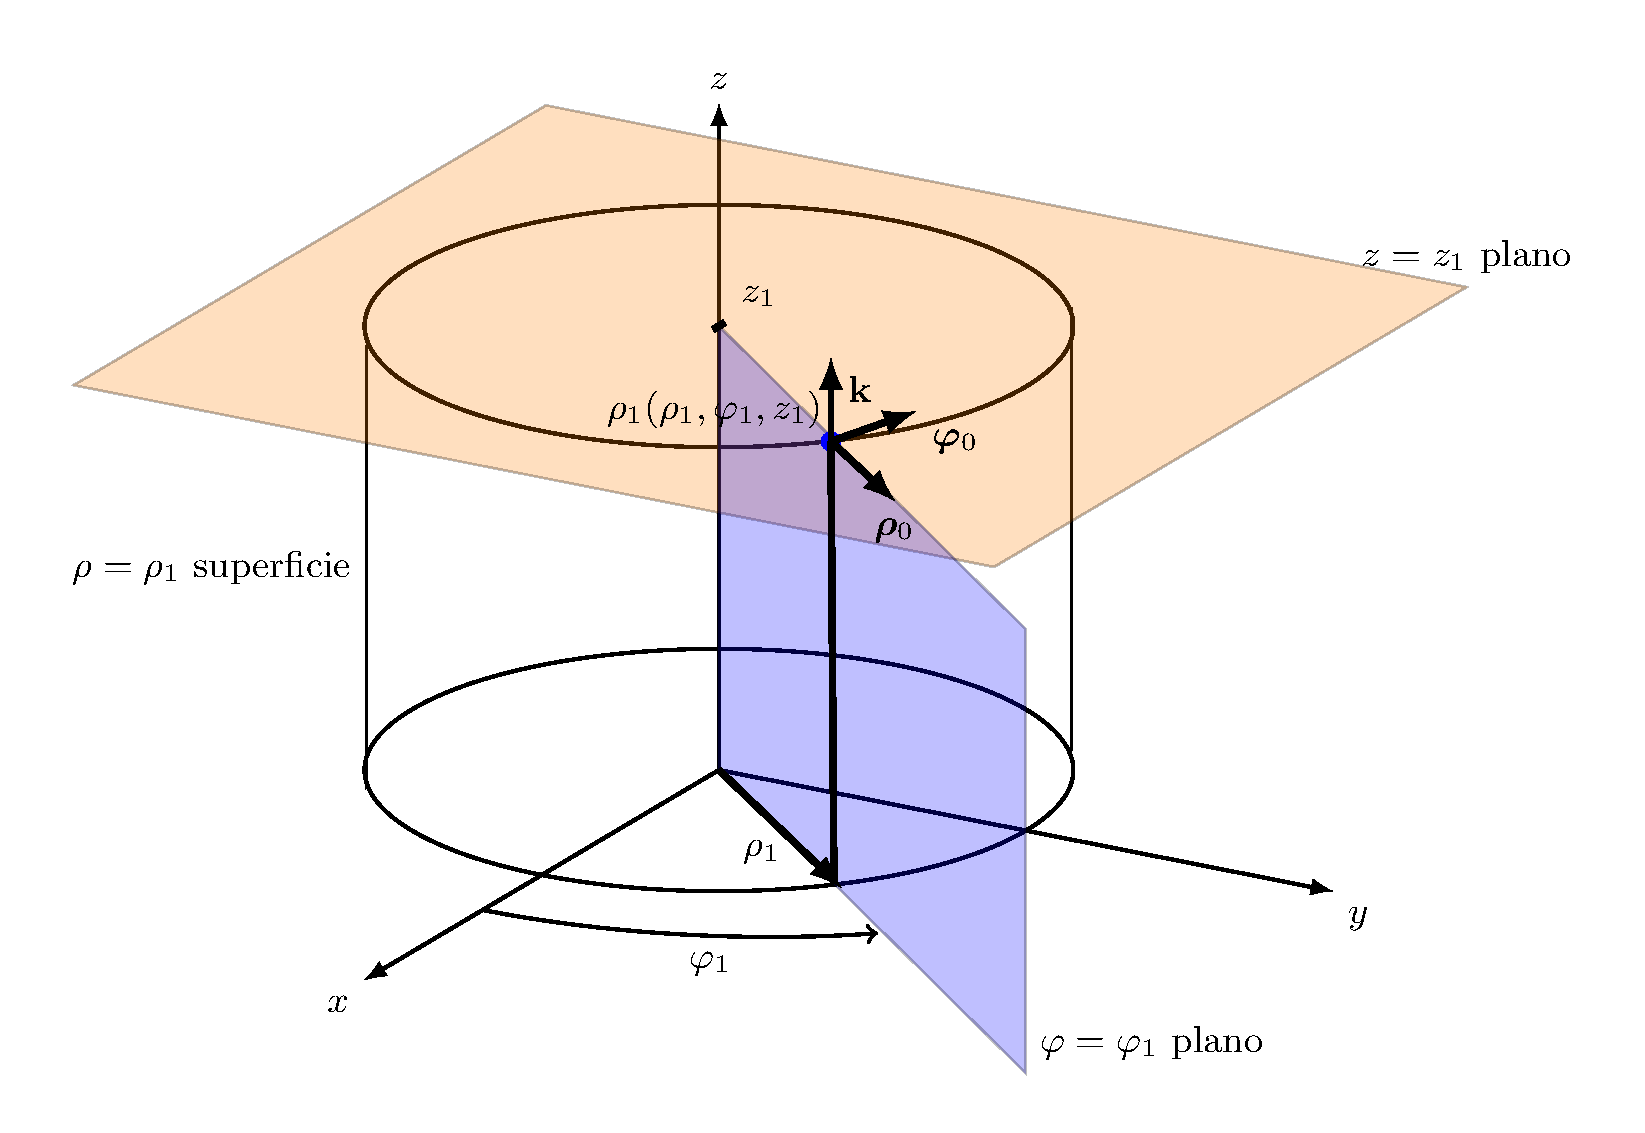 z
z = z₁ plano
z₁
k
ρ₁(ρ₁, φ₁, z₁)
φ₀
ρ₀
ρ = ρ₁ superficie
ρ₁
y
φ₁
x
φ = φ₁ plano